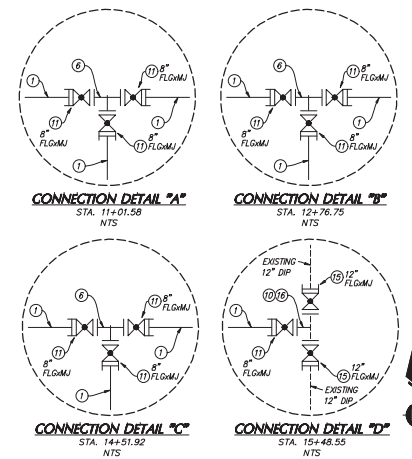 6
11 8"
FLGxMJ
1
11
8"
FLGxMJ
1
11 8"
FLGxMJ
1
CONNECTION DETAIL "A"
STA. 11+01.58
NTS
6
11 8"
FLGxMJ
1
11
8"
FLGxMJ
1
11 8"
FLGxMJ
1
CONNECTION DETAIL "B"
STA. 12+76.75
NTS
6
11 8"
FLGxMJ
1
11
8"
FLGxMJ
1
11 8"
FLGxMJ
1
CONNECTION DETAIL "C"
STA. 14+51.92
NTS
EXISTING
12" DIP
15 12"
FLGxMJ
10 16
1
11
8"
FLGxMJ
15 12"
FLGxMJ
EXISTING
12" DIP
CONNECTION DETAIL "D"
STA. 15+48.55
NTS